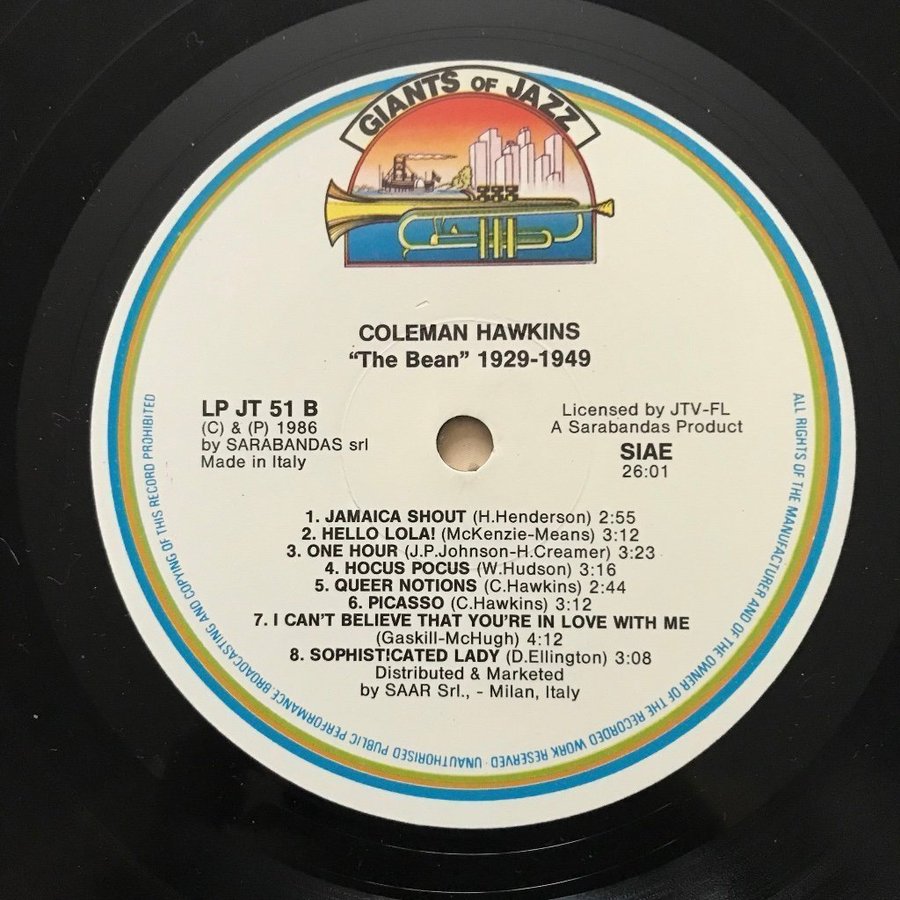 GIANTS OF JAZZ
COLEMAN HAWKINS
“The Bean” 1929-1949
LP JT 51 B
(C) & (P) 1986
by SARABANDAS srl
Made in Italy
Licensed by JTV-FL
A Sarabandas Product
SIAE
26:01
1. JAMAICA SHOUT (H.Henderson) 2:55
2. HELLO LOLA! (McKenzie-Means) 3:12
3. ONE HOUR (J.P.Johnson-H.Creamer) 3:23
4. HOCUS POCUS (W.Hudson) 3:16
5. QUEER NOTIONS (C.Hawkins) 2:44
6. PICASSO (C.Hawkins) 3:12
7. I CAN'T BELIEVE THAT YOU'RE IN LOVE WITH ME
(Gaskill-McHugh) 4:12
8. SOPHISTICATED LADY (D.Ellington) 3:08
Distributed & Marketed
by SAAR Srl., - Milan, Italy
ALL RIGHTS OF THE MANUFACTURER AND OF THE OWNER OF THE RECORDED WORK RESERVED · UNAUTHORISED PUBLIC PERFORMANCE BROADCASTING AND COPYING OF THIS RECORD PROHIBITED